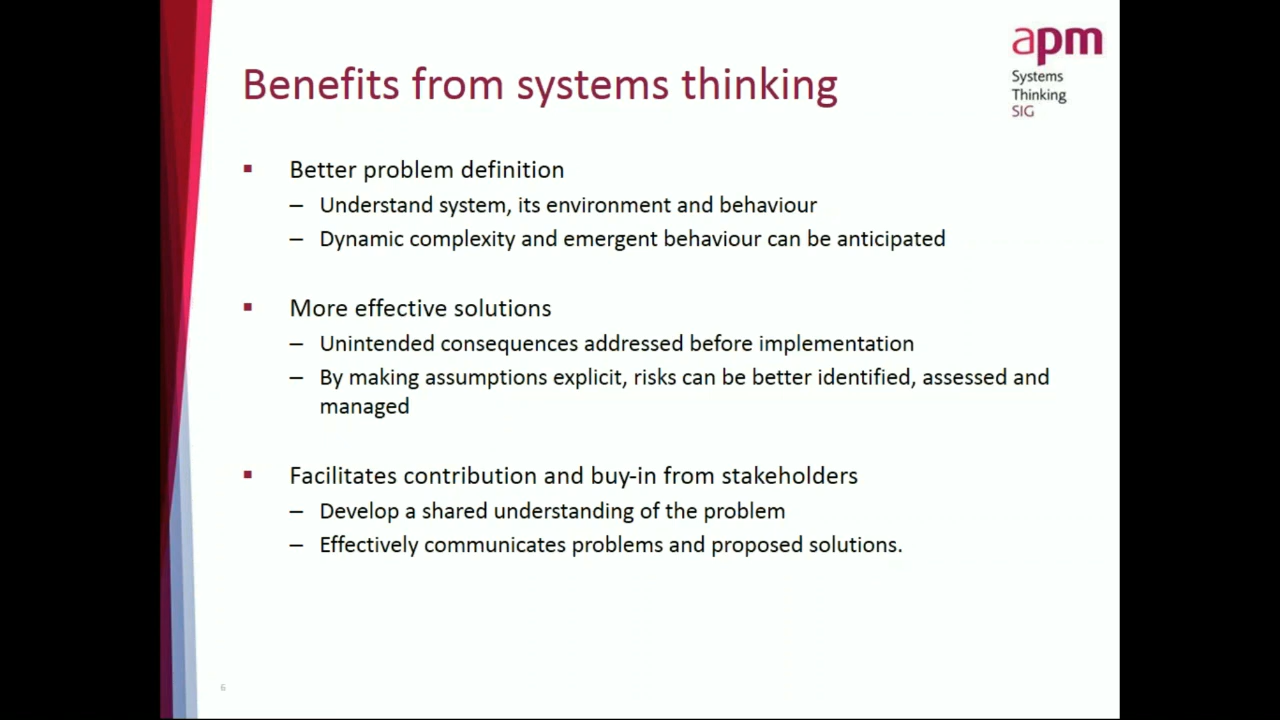 apm
Systems
Thinking
SIG
Benefits from systems thinking
▪ Better problem definition
– Understand system, its environment and behaviour
– Dynamic complexity and emergent behaviour can be anticipated
▪ More effective solutions
– Unintended consequences addressed before implementation
– By making assumptions explicit, risks can be better identified, assessed and
managed
▪ Facilitates contribution and buy-in from stakeholders
– Develop a shared understanding of the problem
– Effectively communicates problems and proposed solutions.
6